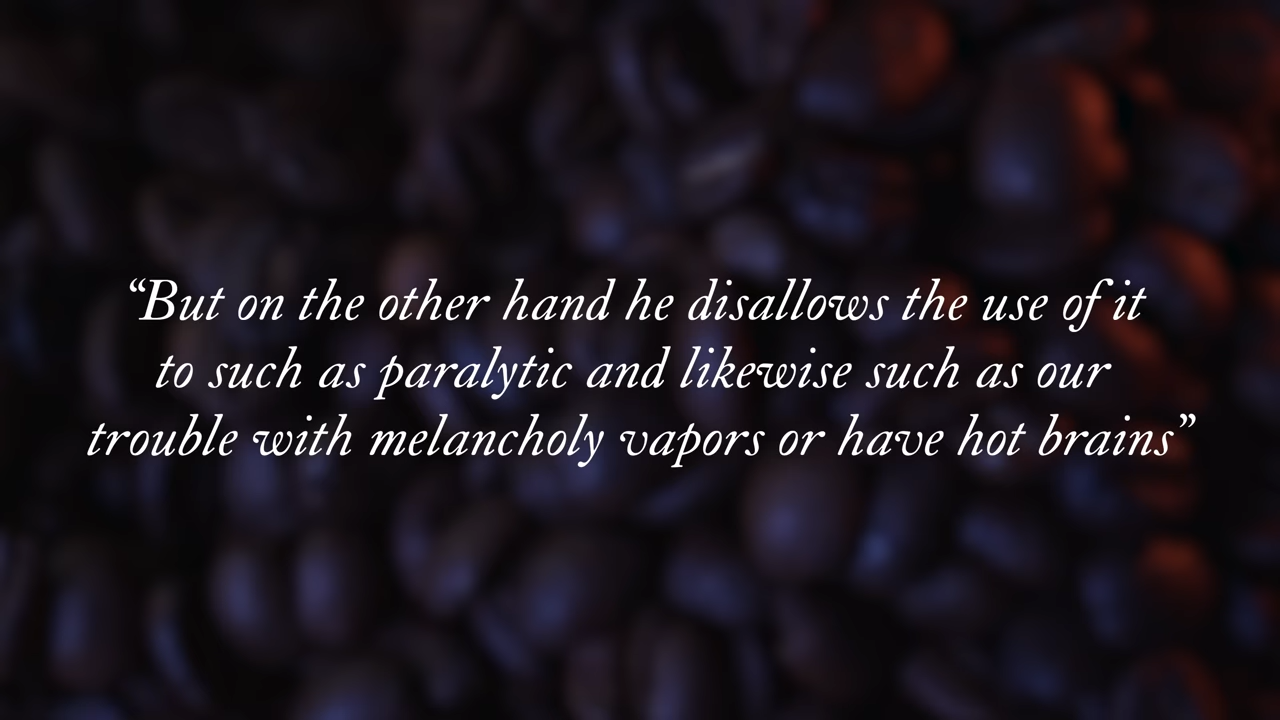 “But on the other hand he disallows the use of it
to such as paralytic and likewise such as our
trouble with melancholy vapors or have hot brains”